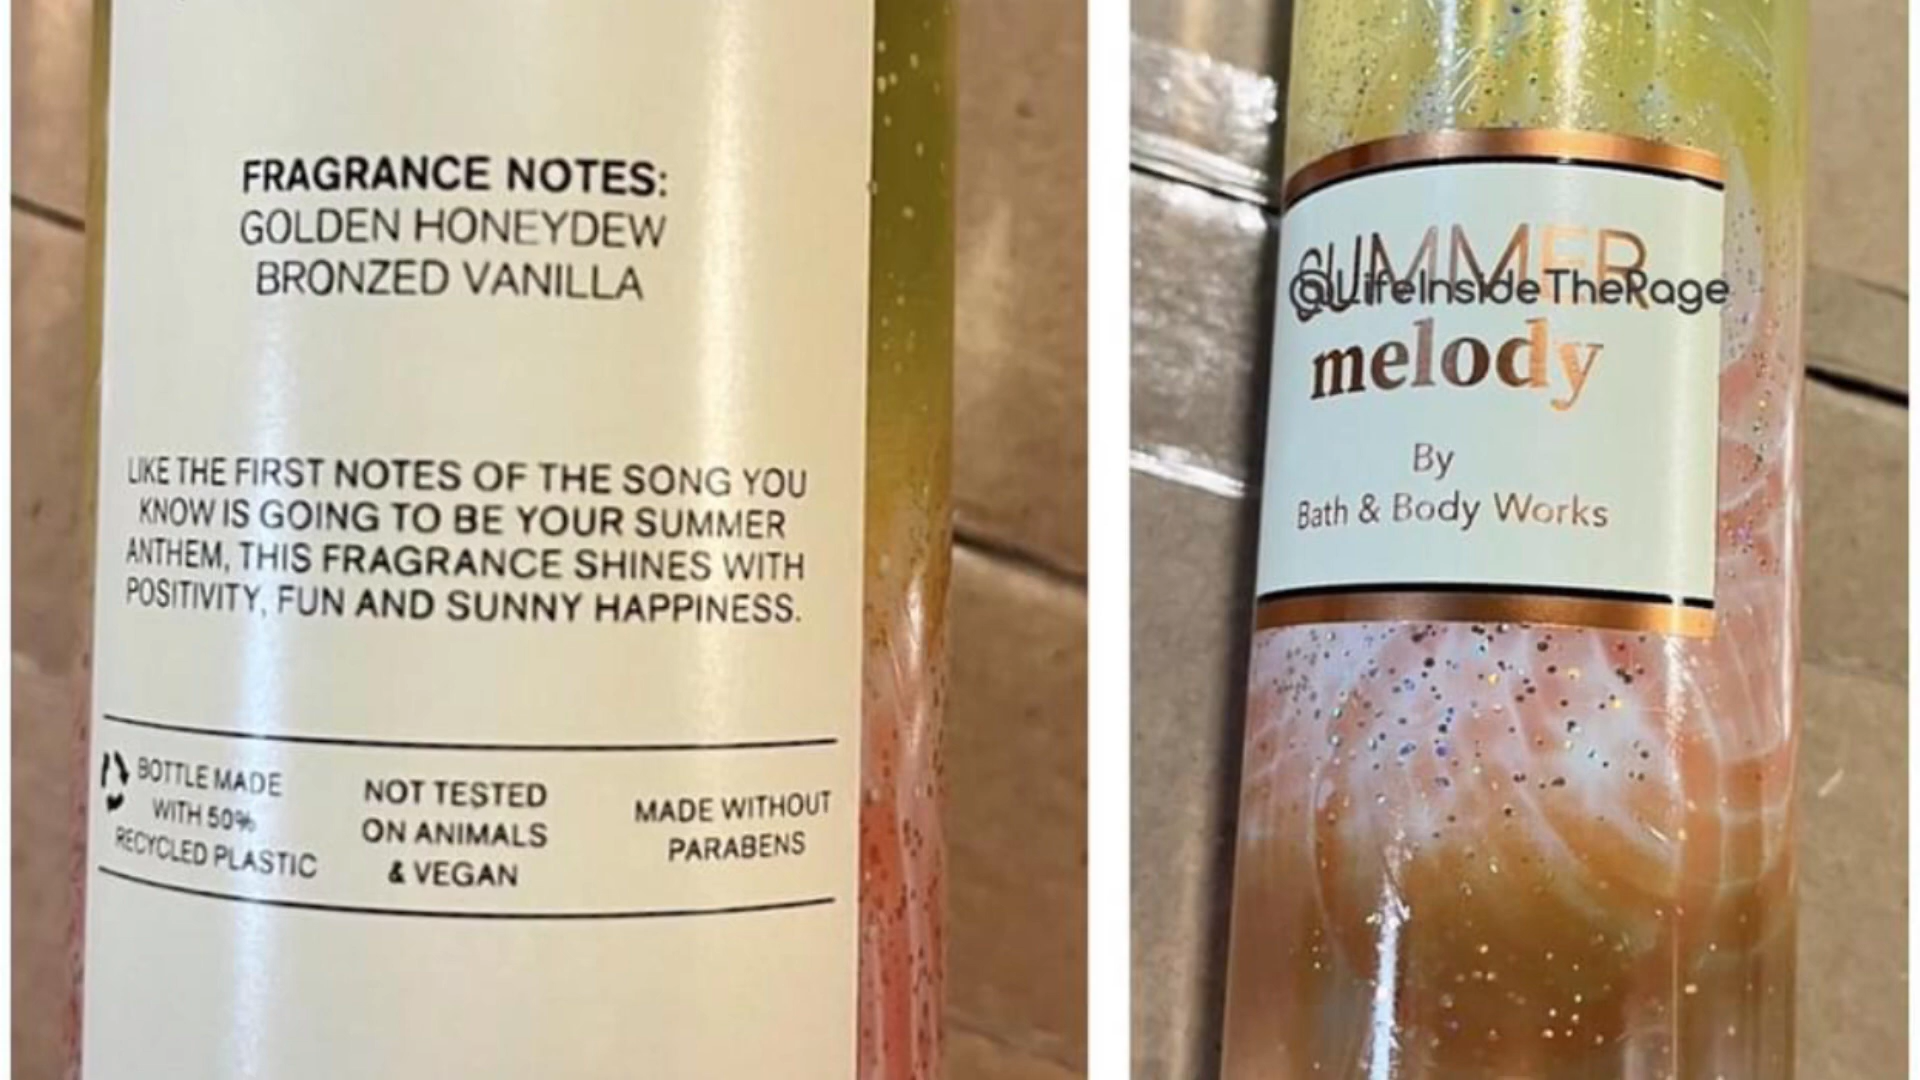 FRAGRANCE NOTES:
GOLDEN HONEYDEW
BRONZED VANILLA
LIKE THE FIRST NOTES OF THE SONG YOU
KNOW IS GOING TO BE YOUR SUMMER
ANTHEM, THIS FRAGRANCE SHINES WITH
POSITIVITY, FUN AND SUNNY HAPPINESS.
BOTTLE MADE
WITH 50%
RECYCLED PLASTIC
NOT TESTED
ON ANIMALS
& VEGAN
MADE WITHOUT
PARABENS
SUMMER
@LifeInsideThePage
melody
By
Bath & Body Works